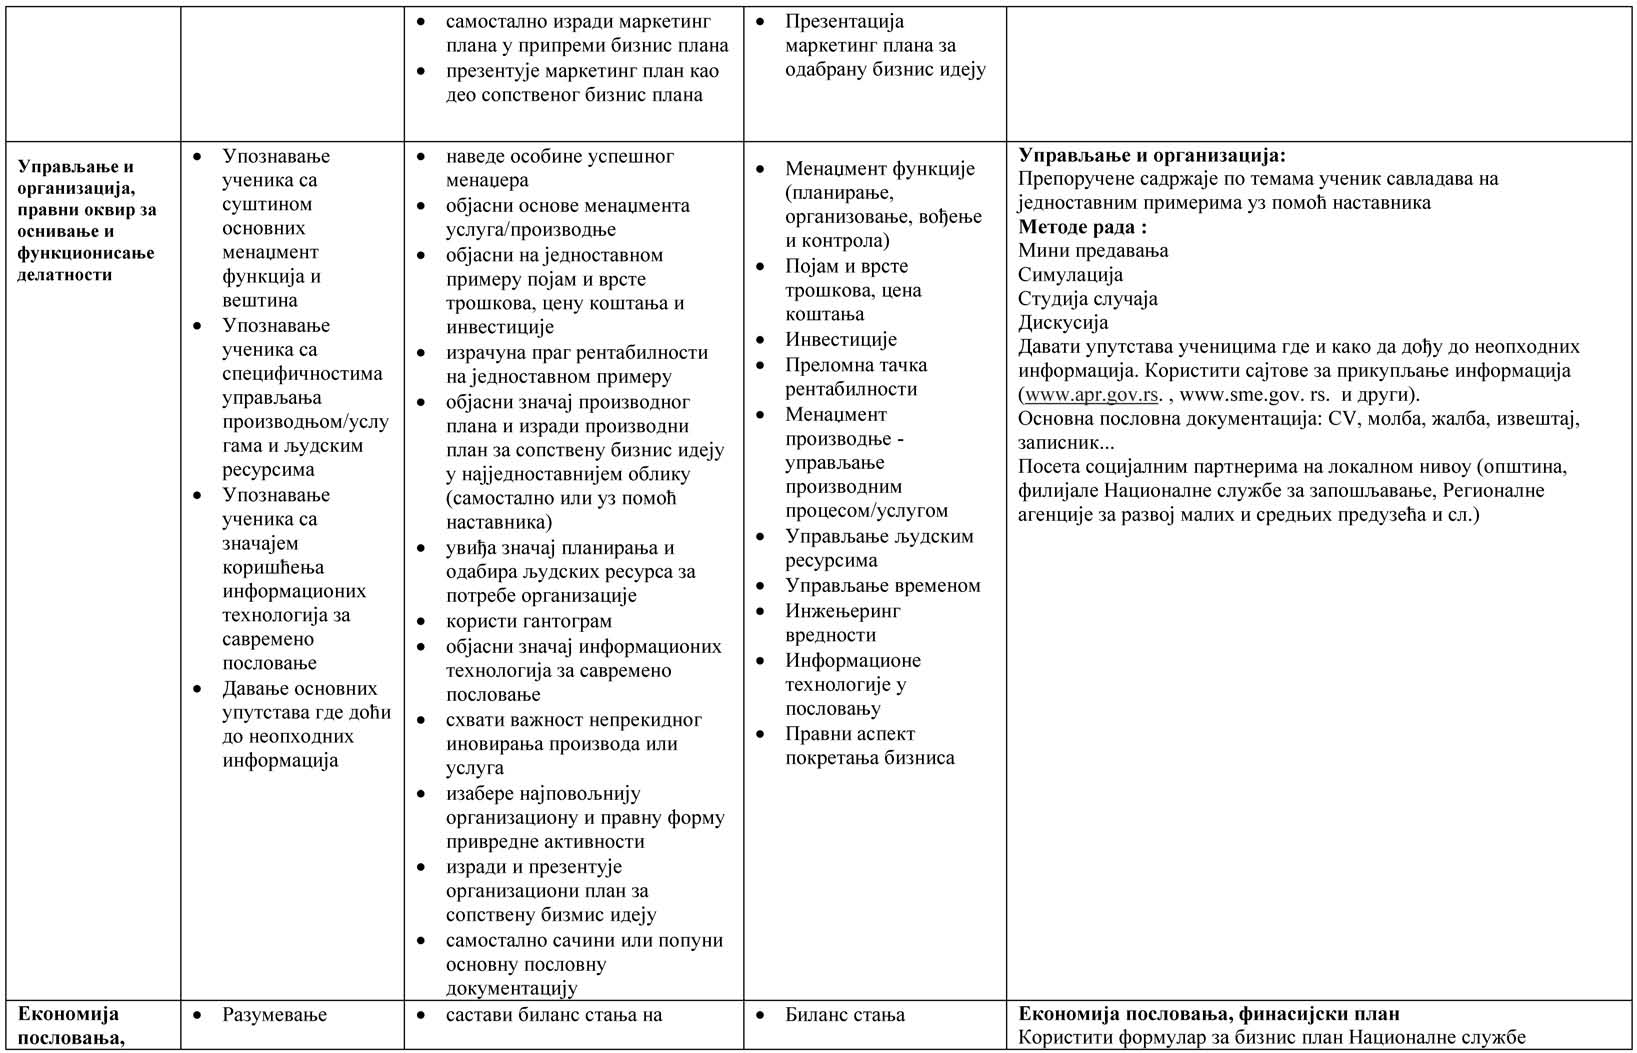 самостално изради маркетинг
плана у припреми бизнис плана
презентује маркетинг план као
део сопственог бизнис плана
Презентација
маркетинг плана за
одабрану бизнис идеју
Управљање и
организација,
правни оквир за
оснивање и
функционисање
делатности
Упознавање
ученика са
суштином
основних
менаџмент
функција и
вештина
Упознавање
ученика са
специфичностима
управљања
производњом/услу
гама и људским
ресурсима
Упознавање
ученика са
значајем
коришћења
информационих
технологија за
савремено
пословање
Давање основних
упутстава где доћи
до неопходних
информација
наведе особине успешног
менаџера
објасни основе менаџмента
услуга/производње
објасни на једноставном
примеру појам и врсте
трошкова, цену коштања и
инвестиције
израчуна праг рентабилности
на једноставном примеру
објасни значај производног
плана и изради производни
план за сопствену бизнис идеју
у најједноставнијем облику
(самостално или уз помоћ
наставника)
увиђа значај планирања и
одабира људских ресурса за
потребе организације
користи гантограм
објасни значај информационих
технологија за савремено
пословање
схвати важност непрекидног
иновирања производа или
услуга
изабере најповољнију
организациону и правну форму
привредне активности
изради и презентује
организациони план за
сопствену бизмис идеју
самостално сачини или попуни
основну пословну
документацију
Менаџмент функције
(планирање,
организовање, вођење
и контрола)
Појам и врсте
трошкова, цена
коштања
Инвестиције
Преломна тачка
рентабилности
Менаџмент
производње -
управљање
производним
процесом/услугом
Управљање људским
ресурсима
Управљање временом
Инжењеринг
вредности
Информационе
технологије у
пословању
Правни аспект
покретања бизниса
Управљање и организација:
Препоручене садржаје по темама ученик савладава на
једноставним примерима уз помоћ наставника
Методе рада :
Мини предавања
Симулација
Студија случаја
Дискусија
Давати упутстава ученицима где и како да дођу до неопходних
информација. Користити сајтове за прикупљање информација
(www.apr.gov.rs. , www.sme.gov. rs.  и други).
Основна пословна документација: CV, молба, жалба, извештај,
записник...
Посета социјалним партнерима на локалном нивоу (општина,
филијале Националне службе за запошљавање, Регионалне
агенције за развој малих и средњих предузећа и сл.)
Економија
пословања,
Разумевање
састави биланс стања на
Биланс стања
Економија пословања, финасијски план
Користити формулар за бизнис план Националне службе